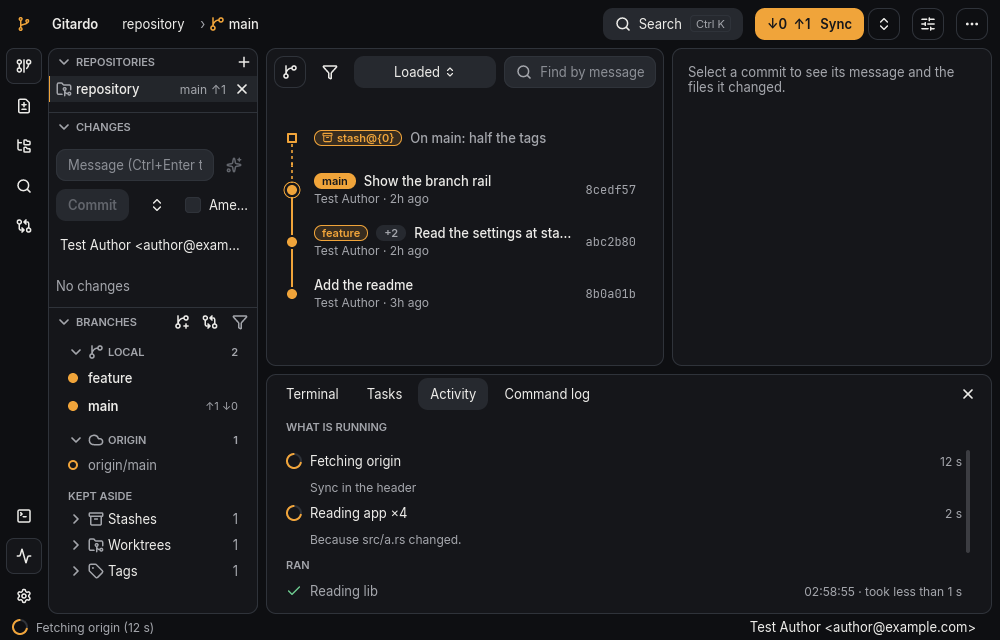 Gitardo repository › main Search Ctrl K ↓0 ↑1 Sync
REPOSITORIES
repository main ↑1
CHANGES
Message (Ctrl+Enter t
Commit Ame...
Test Author <author@exam...
No changes
BRANCHES
LOCAL 2
feature
main ↑1 ↓0
ORIGIN 1
origin/main
KEPT ASIDE
Stashes 1
Worktrees 1
Tags 1
Loaded Find by message
stash@{0} On main: half the tags
main Show the branch rail
Test Author · 2h ago 8cedf57
feature +2 Read the settings at sta...
Test Author · 2h ago abc2b80
Add the readme
Test Author · 3h ago 8b0a01b
Select a commit to see its message and the
files it changed.
Terminal Tasks Activity Command log
WHAT IS RUNNING
Fetching origin 12 s
Sync in the header
Reading app ×4 2 s
Because src/a.rs changed.
RAN
Reading lib 02:58:55 · took less than 1 s
Fetching origin (12 s) Test Author <author@example.com>